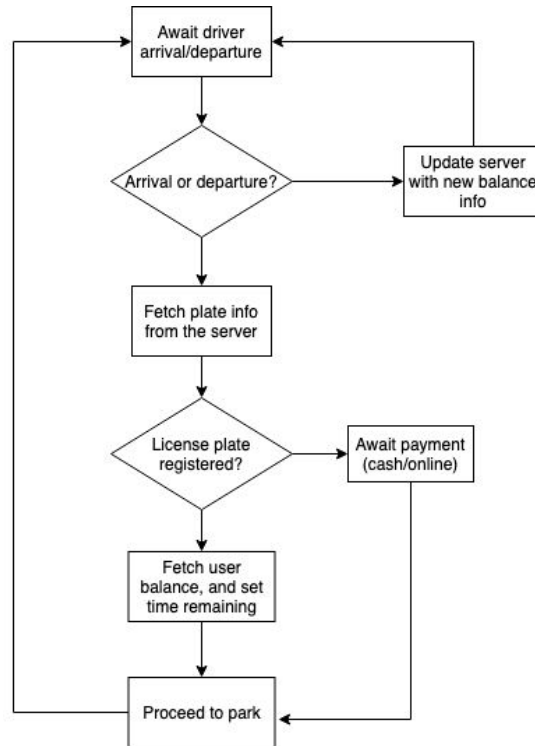 Await driver
arrival/departure
Arrival or departure?
Update server
with new balance
info
Fetch plate info
from the server
License plate
registered?
Await payment
(cash/online)
Fetch user
balance, and set
time remaining
Proceed to park